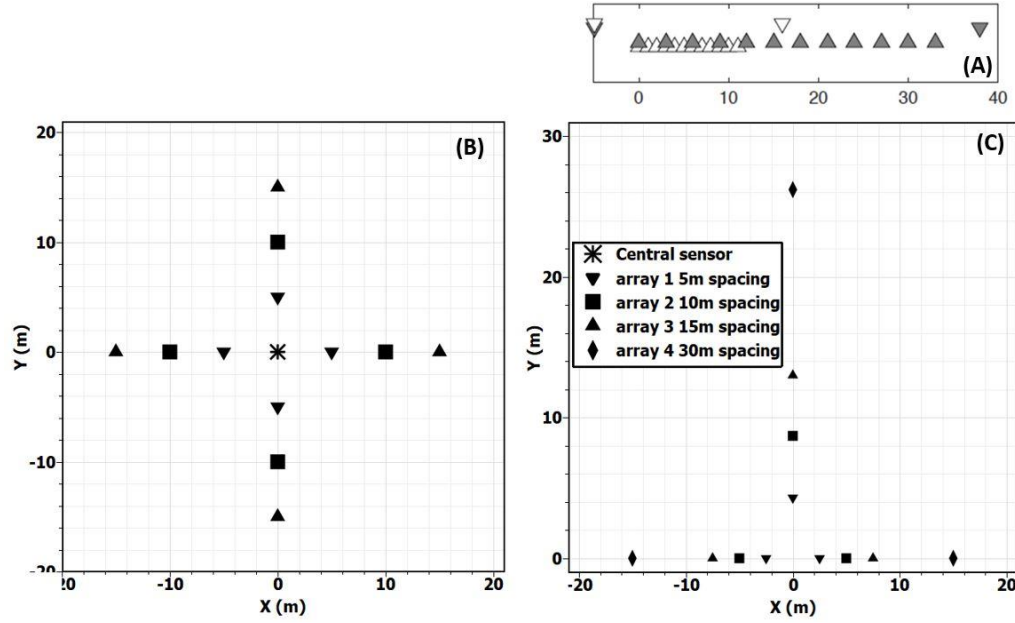 (A)
0 10 20 30 40
(B)
20
10
0
-10
-20
Y (m)
20 -10 0 10 20
X (m)
(C)
30
20
10
0
Y (m)
Central sensor
array 1 5m spacing
array 2 10m spacing
array 3 15m spacing
array 4 30m spacing
-20 -10 0 10 20
X (m)